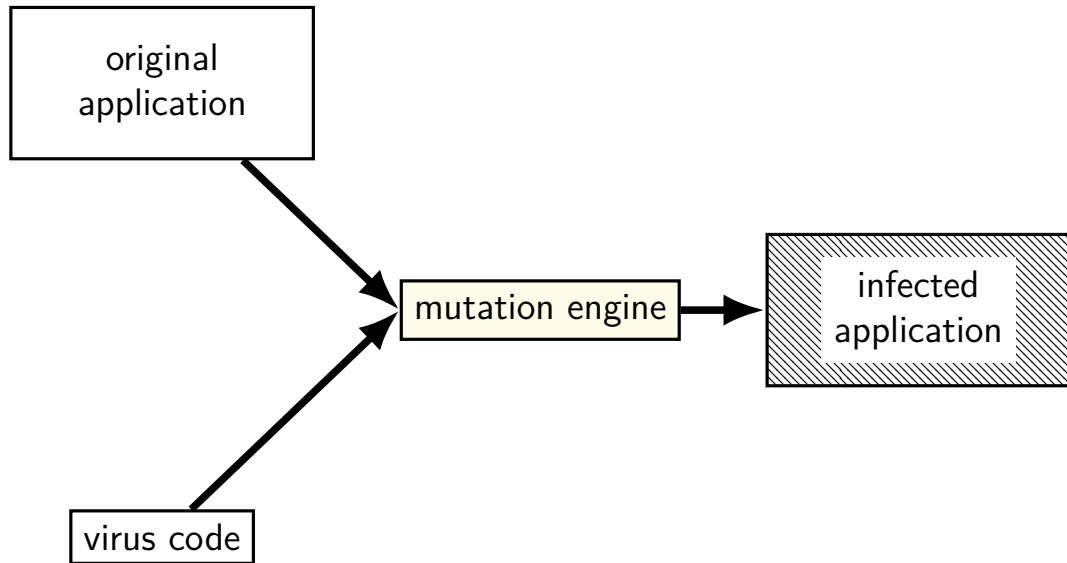 original
application
mutation engine
infected
application
virus code